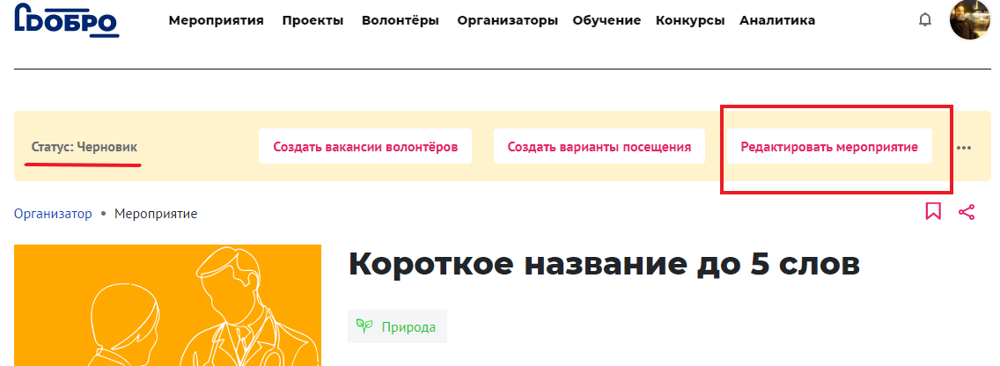 ДОБРО Мероприятия Проекты Волонтёры Организаторы Обучение Конкурсы Аналитика
Статус: Черновик Создать вакансии волонтёров Создать варианты посещения Редактировать мероприятие •••
Организатор • Мероприятие
Короткое название до 5 слов
Природа